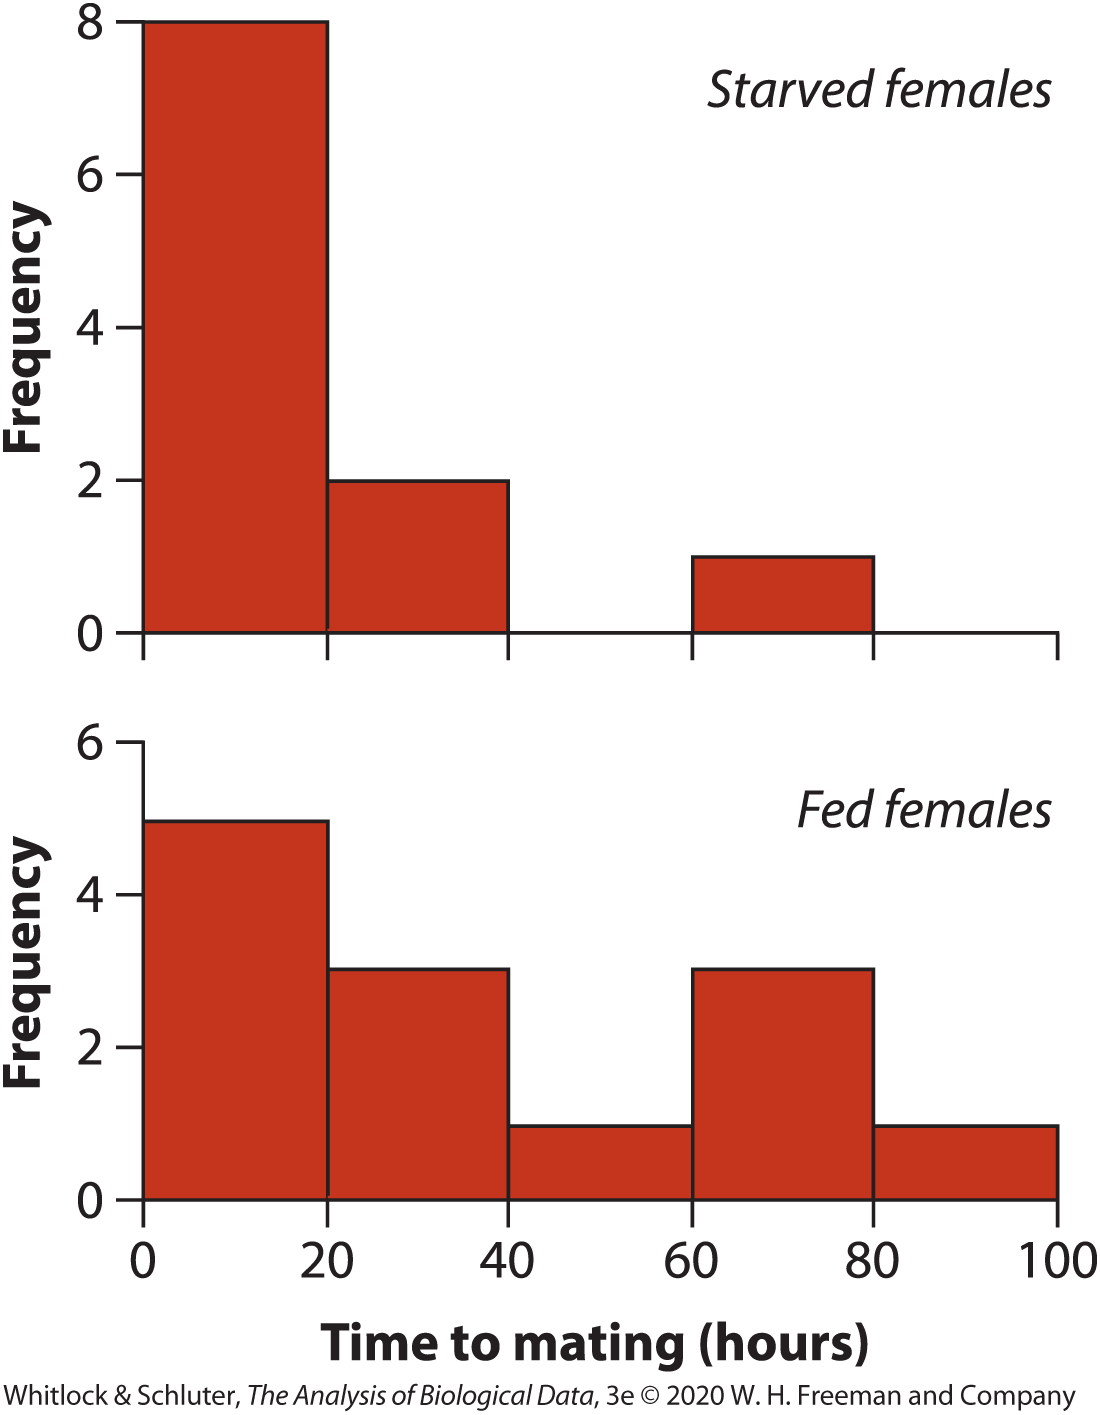 8
Starved females
6
Frequency
4
2
0
6
Fed females
4
Frequency
2
0
0 20 40 60 80 100
Time to mating (hours)
Whitlock & Schluter, The Analysis of Biological Data, 3e © 2020 W. H. Freeman and Company